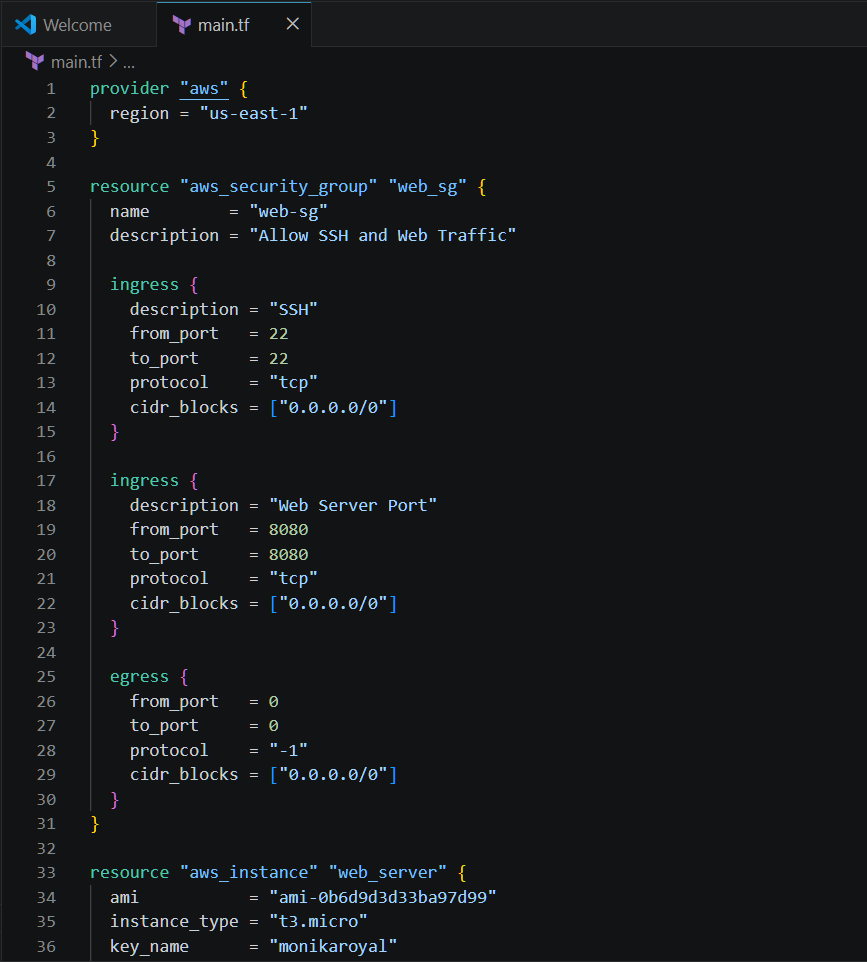 Welcome
main.tf
main.tf > ...
1 provider "aws" {
2   region = "us-east-1"
3 }
4
5 resource "aws_security_group" "web_sg" {
6   name        = "web-sg"
7   description = "Allow SSH and Web Traffic"
8
9   ingress {
10     description = "SSH"
11     from_port   = 22
12     to_port     = 22
13     protocol    = "tcp"
14     cidr_blocks = ["0.0.0.0/0"]
15   }
16
17   ingress {
18     description = "Web Server Port"
19     from_port   = 8080
20     to_port     = 8080
21     protocol    = "tcp"
22     cidr_blocks = ["0.0.0.0/0"]
23   }
24
25   egress {
26     from_port   = 0
27     to_port     = 0
28     protocol    = "-1"
29     cidr_blocks = ["0.0.0.0/0"]
30   }
31 }
32
33 resource "aws_instance" "web_server" {
34   ami           = "ami-0b6d9d3d33ba97d99"
35   instance_type = "t3.micro"
36   key_name      = "monikaroyal"